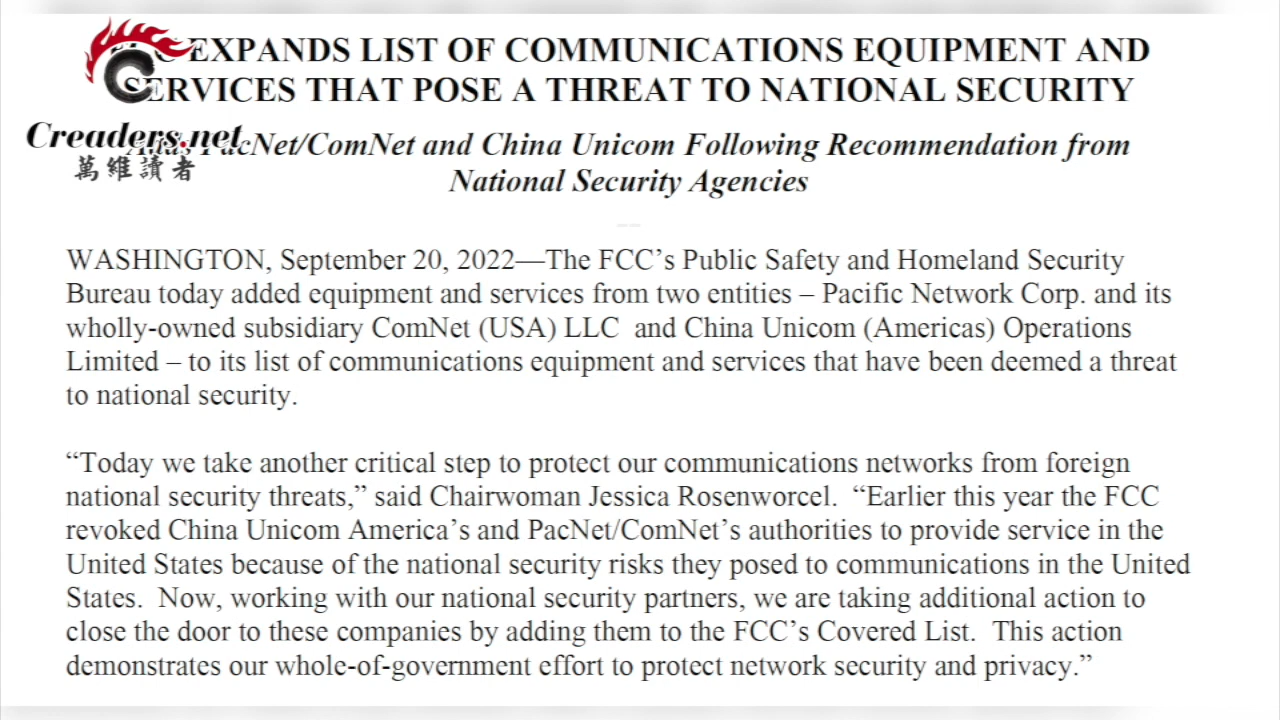 EXPANDS LIST OF COMMUNICATIONS EQUIPMENT AND
SERVICES THAT POSE A THREAT TO NATIONAL SECURITY
Creaders.net
萬維讀者
PacNet/ComNet and China Unicom Following Recommendation from
National Security Agencies
WASHINGTON, September 20, 2022—The FCC’s Public Safety and Homeland Security
Bureau today added equipment and services from two entities – Pacific Network Corp. and its
wholly-owned subsidiary ComNet (USA) LLC and China Unicom (Americas) Operations
Limited – to its list of communications equipment and services that have been deemed a threat
to national security.
“Today we take another critical step to protect our communications networks from foreign
national security threats,” said Chairwoman Jessica Rosenworcel. “Earlier this year the FCC
revoked China Unicom America’s and PacNet/ComNet’s authorities to provide service in the
United States because of the national security risks they posed to communications in the United
States. Now, working with our national security partners, we are taking additional action to
close the door to these companies by adding them to the FCC’s Covered List. This action
demonstrates our whole-of-government effort to protect network security and privacy.”